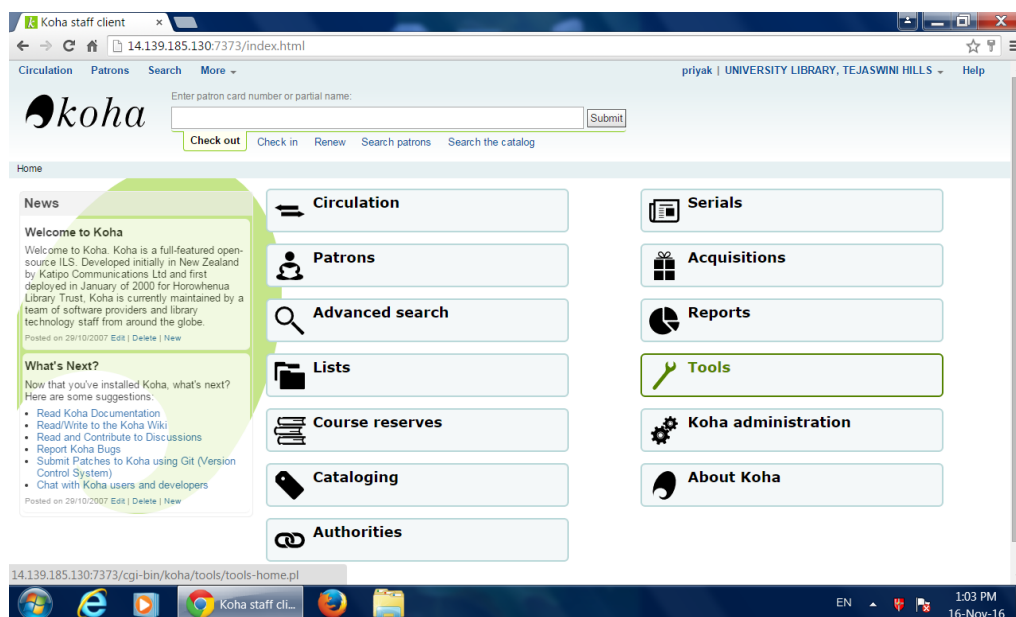 Koha staff client
14.139.185.130:7373/index.html
Circulation Patrons Search More
priyak | UNIVERSITY LIBRARY, TEJASWINI HILLS Help
koha
Enter patron card number or partial name:
Submit
Check out Check in Renew Search patrons Search the catalog
Home
News
Welcome to Koha
Welcome to Koha. Koha is a full-featured open-
source ILS. Developed initially in New Zealand
by Katipo Communications Ltd and first
deployed in January of 2000 for Horowhenua
Library Trust, Koha is currently maintained by a
team of software providers and library
technology staff from around the globe.
Posted on 29/10/2007 Edit | Delete | New
What's Next?
Now that you've installed Koha, what's next?
Here are some suggestions:
• Read Koha Documentation
• Read/Write to the Koha Wiki
• Read and Contribute to Discussions
• Report Koha Bugs
• Submit Patches to Koha using Git (Version
Control System)
• Chat with Koha users and developers
Posted on 29/10/2007 Edit | Delete | New
Circulation
Patrons
Advanced search
Lists
Course reserves
Cataloging
Authorities
Serials
Acquisitions
Reports
Tools
Koha administration
About Koha
14.139.185.130:7373/cgi-bin/koha/tools/tools-home.pl
Koha staff cli...
EN
1:03 PM
16-Nov-16